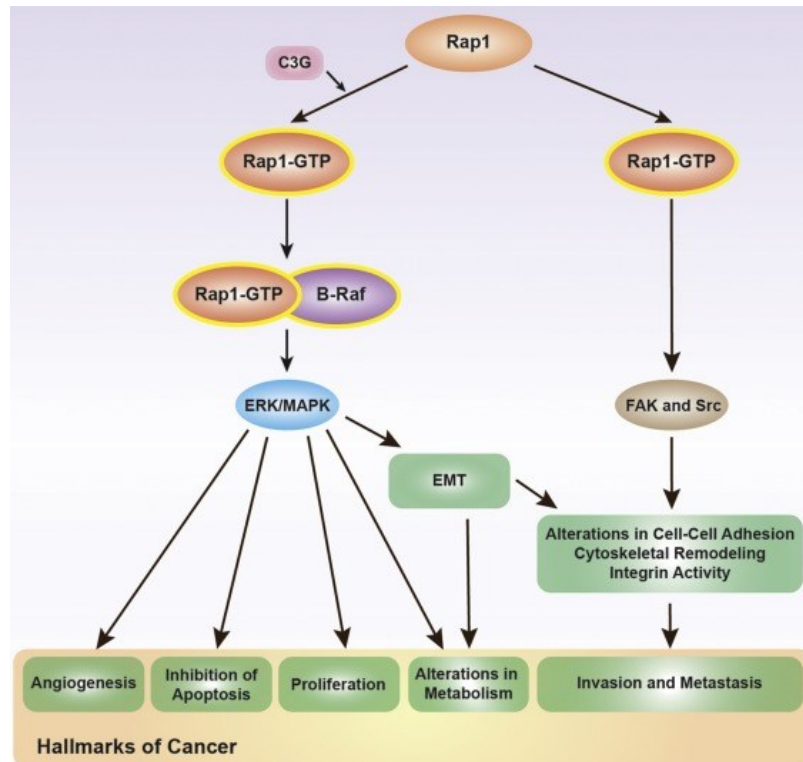 Rap1
C3G
Rap1-GTP
Rap1-GTP
Rap1-GTP
B-Raf
ERK/MAPK
FAK and Src
EMT
Alterations in Cell-Cell Adhesion
Cytoskeletal Remodeling
Integrin Activity
Angiogenesis
Inhibition of
Apoptosis
Proliferation
Alterations in
Metabolism
Invasion and Metastasis
Hallmarks of Cancer